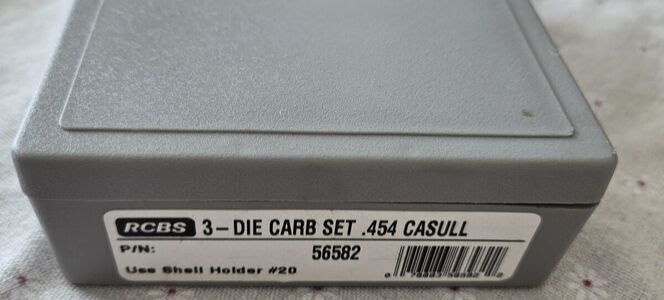 RCBS 3-DIE CARB SET .454 CASULL
P/N: 56582
Use Shell Holder #20